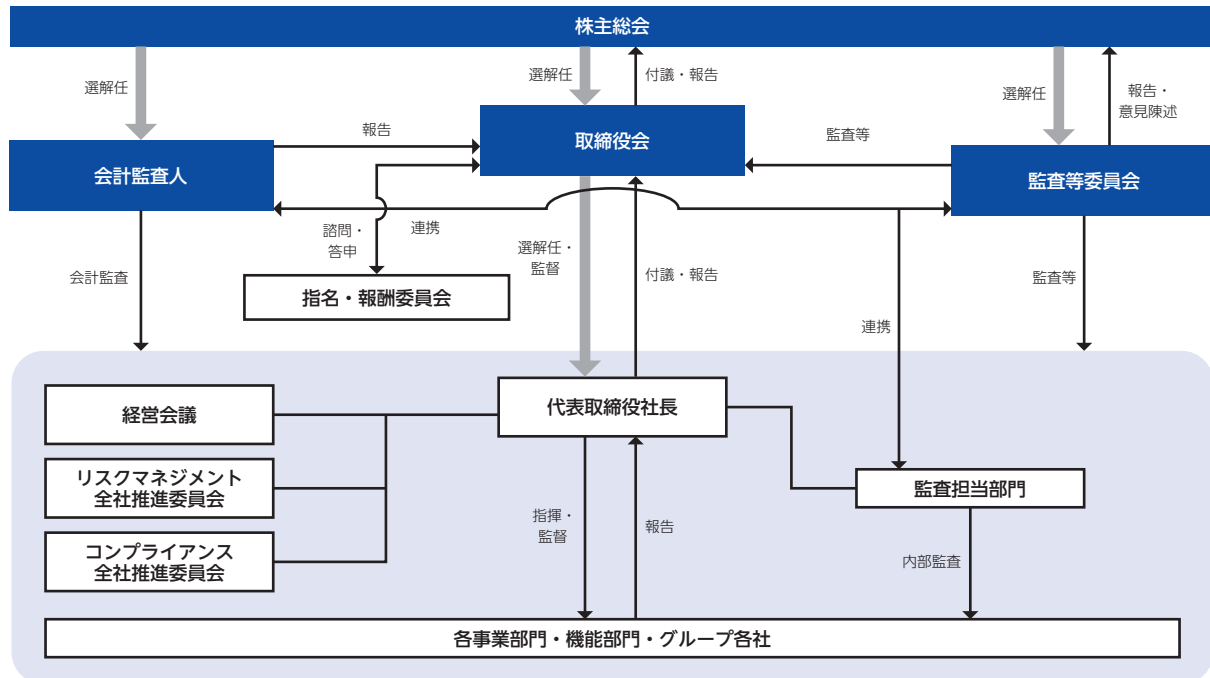 株主総会
選解任
選解任
付議・報告
選解任
報告・
意見陳述
会計監査人
報告
取締役会
監査等
監査等委員会
諮問・
答申
連携
選解任・
監督
付議・報告
会計監査
監査等
指名・報酬委員会
連携
経営会議
代表取締役社長
リスクマネジメント
全社推進委員会
監査担当部門
指揮・
監督
報告
コンプライアンス
全社推進委員会
内部監査
各事業部門・機能部門・グループ各社